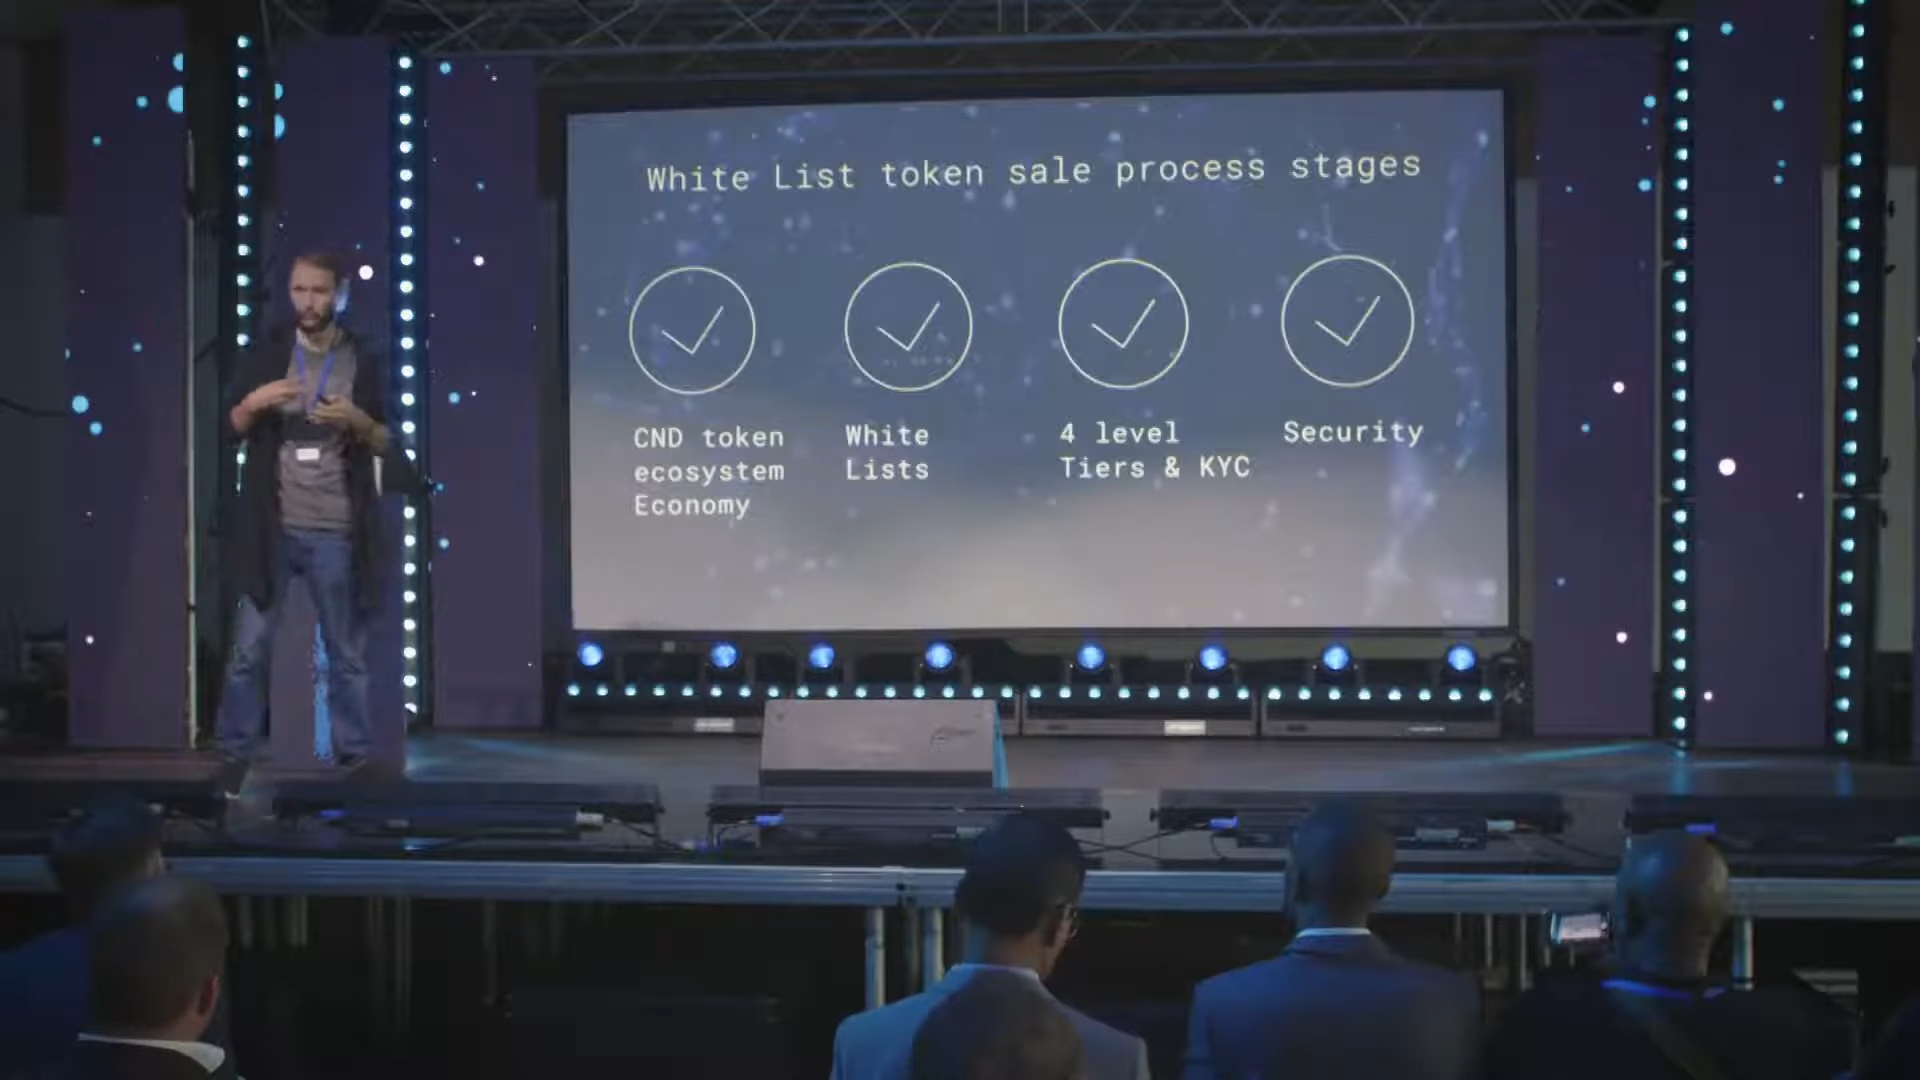 White List token sale process stages
CND token
ecosystem
Economy
White
Lists
4 level
Tiers & KYC
Security